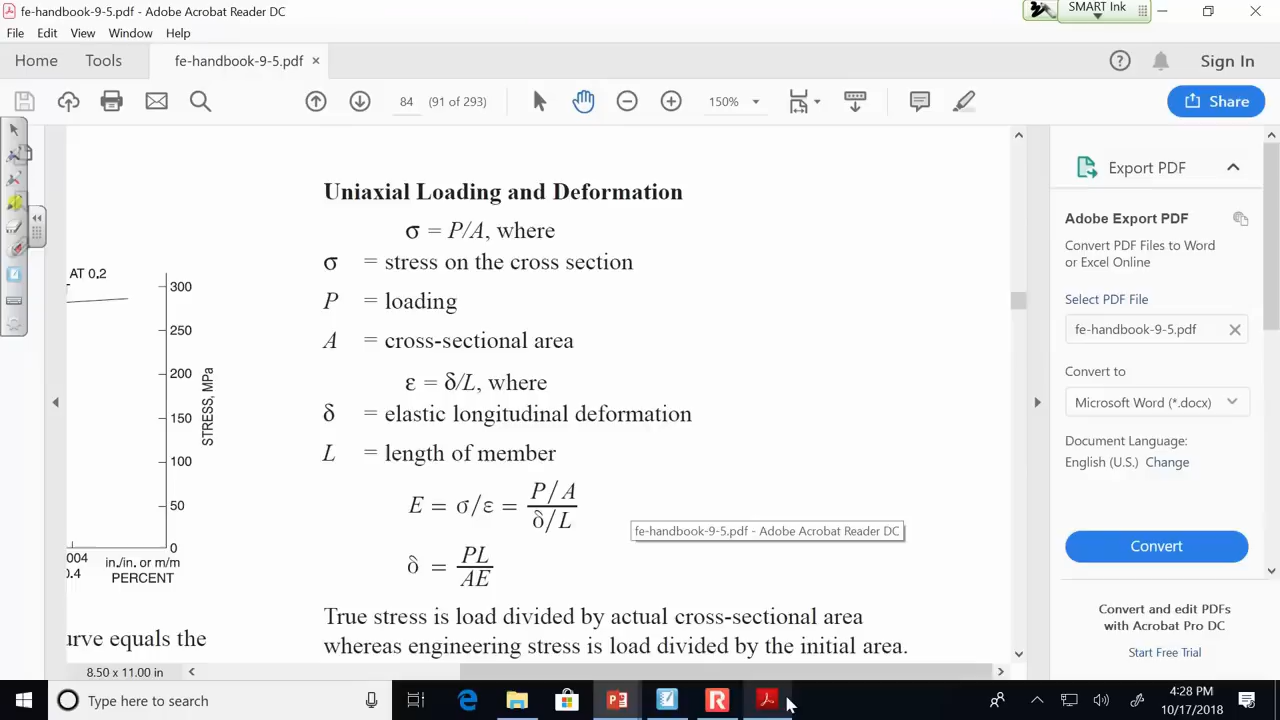 fe-handbook-9-5.pdf - Adobe Acrobat Reader DC
SMART Ink
File Edit View Window Help
Home Tools fe-handbook-9-5.pdf × Sign In
84 (91 of 293) 150% Share
Uniaxial Loading and Deformation
σ = P/A, where
σ = stress on the cross section
P = loading
A = cross-sectional area
ε = δ/L, where
δ = elastic longitudinal deformation
L = length of member
E = σ/ε = (P/A)/(δ/L)
δ = PL/AE
True stress is load divided by actual cross-sectional area
whereas engineering stress is load divided by the initial area.
AT 0.2
300
250
200
150
100
50
0
STRESS, MPa
004 in./in. or m/m
0.4 PERCENT
urve equals the
8.50 x 11.00 in
fe-handbook-9-5.pdf - Adobe Acrobat Reader DC
Export PDF
Adobe Export PDF
Convert PDF Files to Word
or Excel Online
Select PDF File
fe-handbook-9-5.pdf
Convert to
Microsoft Word (*.docx)
Document Language:
English (U.S.) Change
Convert
Convert and edit PDFs
with Acrobat Pro DC
Start Free Trial
Type here to search
4:28 PM
10/17/2018